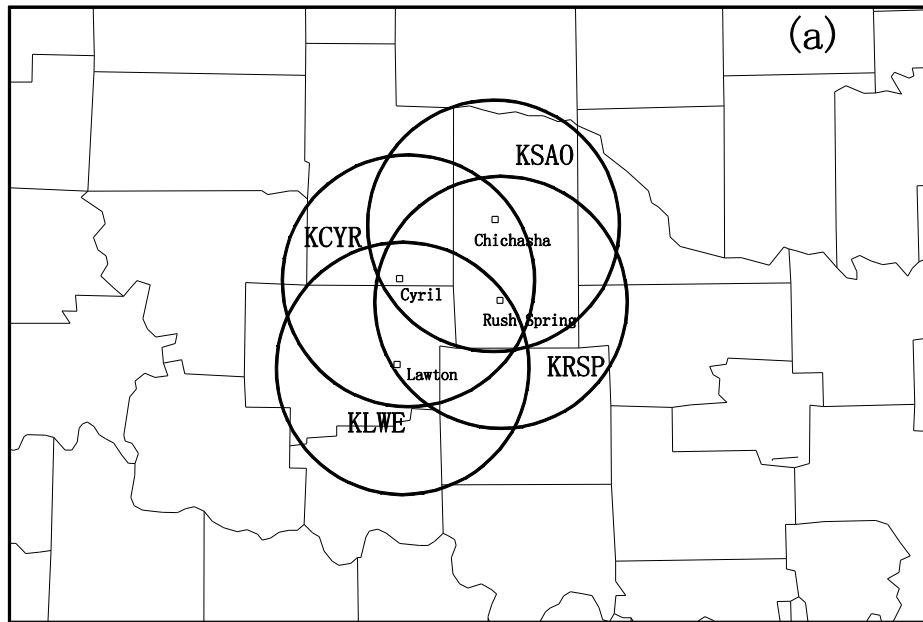 (a)
KSAO
KCYR
Chichasha
Cyril
Rush Spring
KRSP
Lawton
KLWE